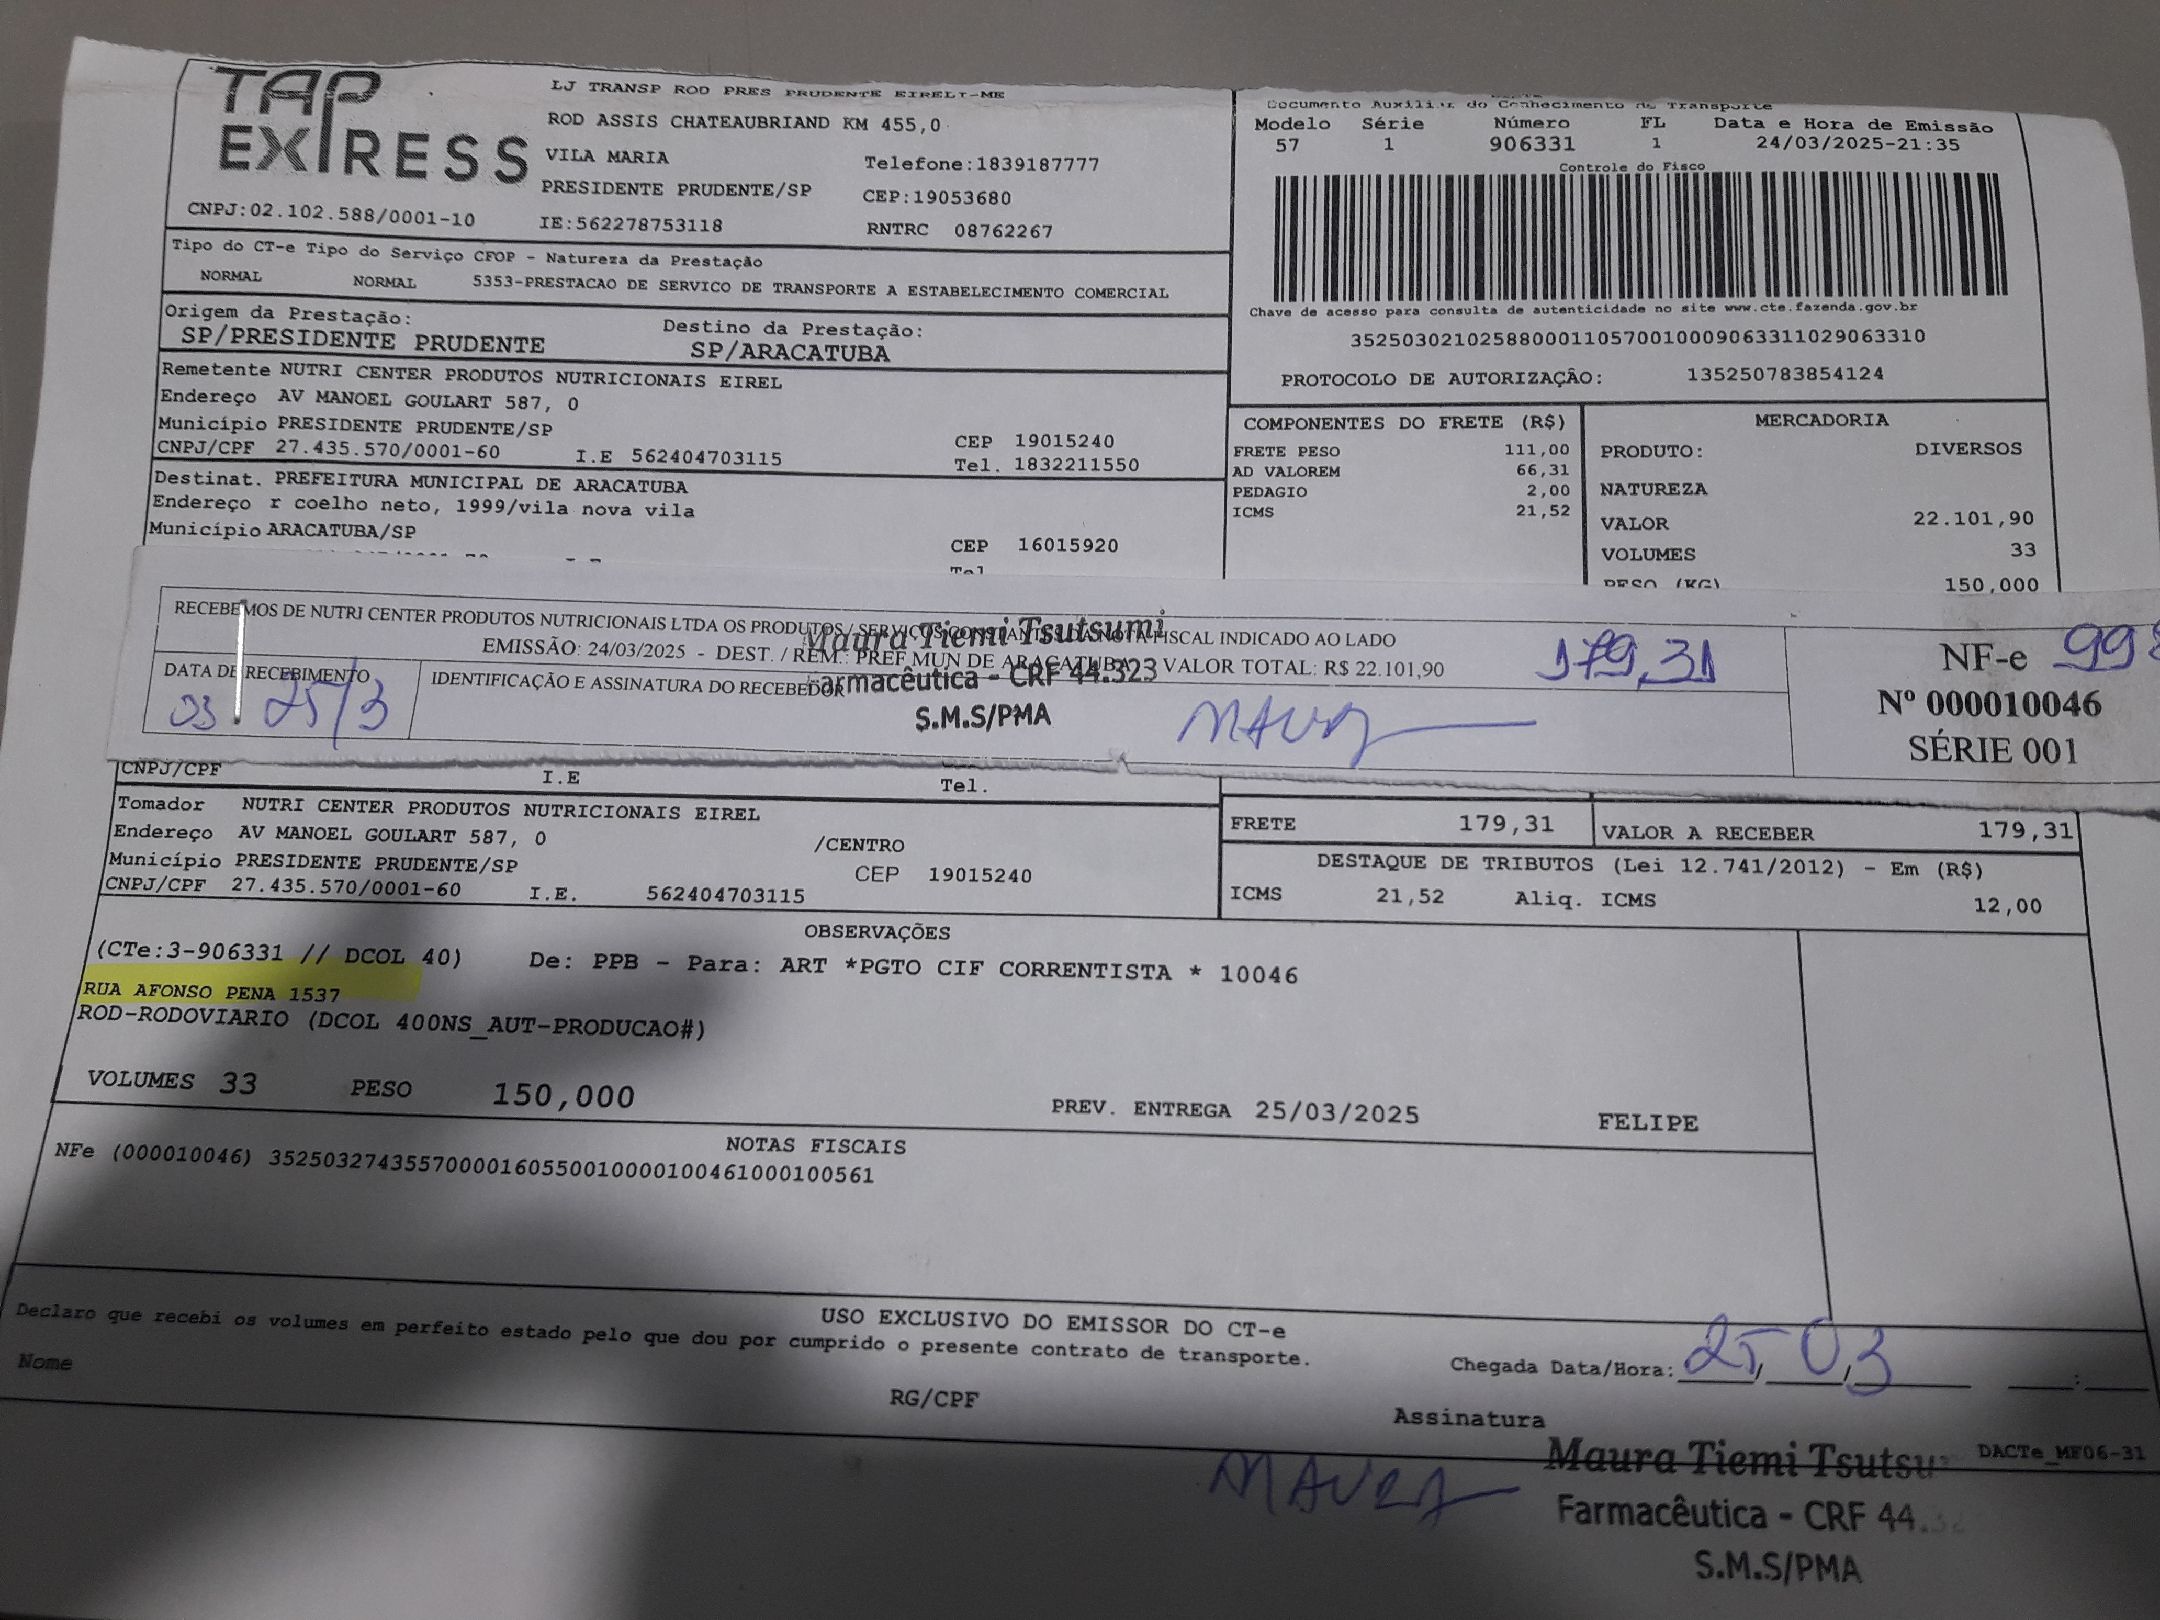 TAP
EXPRESS
LJ TRANSP ROD PRES PRUDENTE EIRELI-ME
ROD ASSIS CHATEAUBRIAND KM 455,0
VILA MARIA Telefone:1839187777
PRESIDENTE PRUDENTE/SP CEP:19053680
CNPJ:02.102.588/0001-10 IE:562278753118 RNTRC 08762267
Documento Auxiliar do Conhecimento de Transporte
Modelo Série Número FL Data e Hora de Emissão
57 1 906331 1 24/03/2025-21:35
Controle do Fisco
Chave de acesso para consulta de autenticidade no site www.cte.fazenda.gov.br
35250302102588000110570010009063311029063310
PROTOCOLO DE AUTORIZAÇÃO: 135250783854124
Tipo do CT-e Tipo do Serviço CFOP - Natureza da Prestação
NORMAL NORMAL 5353-PRESTACAO DE SERVICO DE TRANSPORTE A ESTABELECIMENTO COMERCIAL
Origem da Prestação: Destino da Prestação:
SP/PRESIDENTE PRUDENTE SP/ARACATUBA
Remetente NUTRI CENTER PRODUTOS NUTRICIONAIS EIREL
Endereço AV MANOEL GOULART 587, 0
Município PRESIDENTE PRUDENTE/SP CEP 19015240
CNPJ/CPF 27.435.570/0001-60 I.E 562404703115 Tel. 1832211550
Destinat. PREFEITURA MUNICIPAL DE ARACATUBA
Endereço r coelho neto, 1999/vila nova vila
Município ARACATUBA/SP CEP 16015920
Tel
COMPONENTES DO FRETE (R$)
FRETE PESO 111,00
AD VALOREM 66,31
PEDAGIO 2,00
ICMS 21,52
MERCADORIA
PRODUTO: DIVERSOS
NATUREZA
VALOR 22.101,90
VOLUMES 33
PESO (KG) 150,000
RECEBEMOS DE NUTRI CENTER PRODUTOS NUTRICIONAIS LTDA OS PRODUTOS / SERVIÇOS CONSTANTES DA NOTA FISCAL INDICADO AO LADO
EMISSÃO: 24/03/2025 - DEST. / REM.: PREF MUN DE ARACATUBA - VALOR TOTAL: R$ 22.101,90
DATA DE RECEBIMENTO IDENTIFICAÇÃO E ASSINATURA DO RECEBEDOR
25/3
Maura Tiemi Tsutsumi
Farmacêutica - CRF 44.323
S.M.S/PMA
MAURA
179,31
NF-e 998
Nº 000010046
SÉRIE 001
CNPJ/CPF I.E Tel.
Tomador NUTRI CENTER PRODUTOS NUTRICIONAIS EIREL
Endereço AV MANOEL GOULART 587, 0 /CENTRO
Município PRESIDENTE PRUDENTE/SP CEP 19015240
CNPJ/CPF 27.435.570/0001-60 I.E. 562404703115
FRETE 179,31 VALOR A RECEBER 179,31
DESTAQUE DE TRIBUTOS (Lei 12.741/2012) - Em (R$)
ICMS 21,52 Aliq. ICMS 12,00
OBSERVAÇÕES
(CTe:3-906331 // DCOL 40) De: PPB - Para: ART *PGTO CIF CORRENTISTA * 10046
RUA AFONSO PENA 1537
ROD-RODOVIARIO (DCOL 400NS_AUT-PRODUCAO#)
VOLUMES 33 PESO 150,000 PREV. ENTREGA 25/03/2025 FELIPE
NOTAS FISCAIS
NFe (000010046) 35250327435570000160550010000100461000100561
USO EXCLUSIVO DO EMISSOR DO CT-e
Declaro que recebi os volumes em perfeito estado pelo que dou por cumprido o presente contrato de transporte.
Nome RG/CPF
Chegada Data/Hora: 25/03/ :
Assinatura
MAURA
DACTe_MF06-31
Maura Tiemi Tsutsu
Farmacêutica - CRF 44.32
S.M.S/PMA